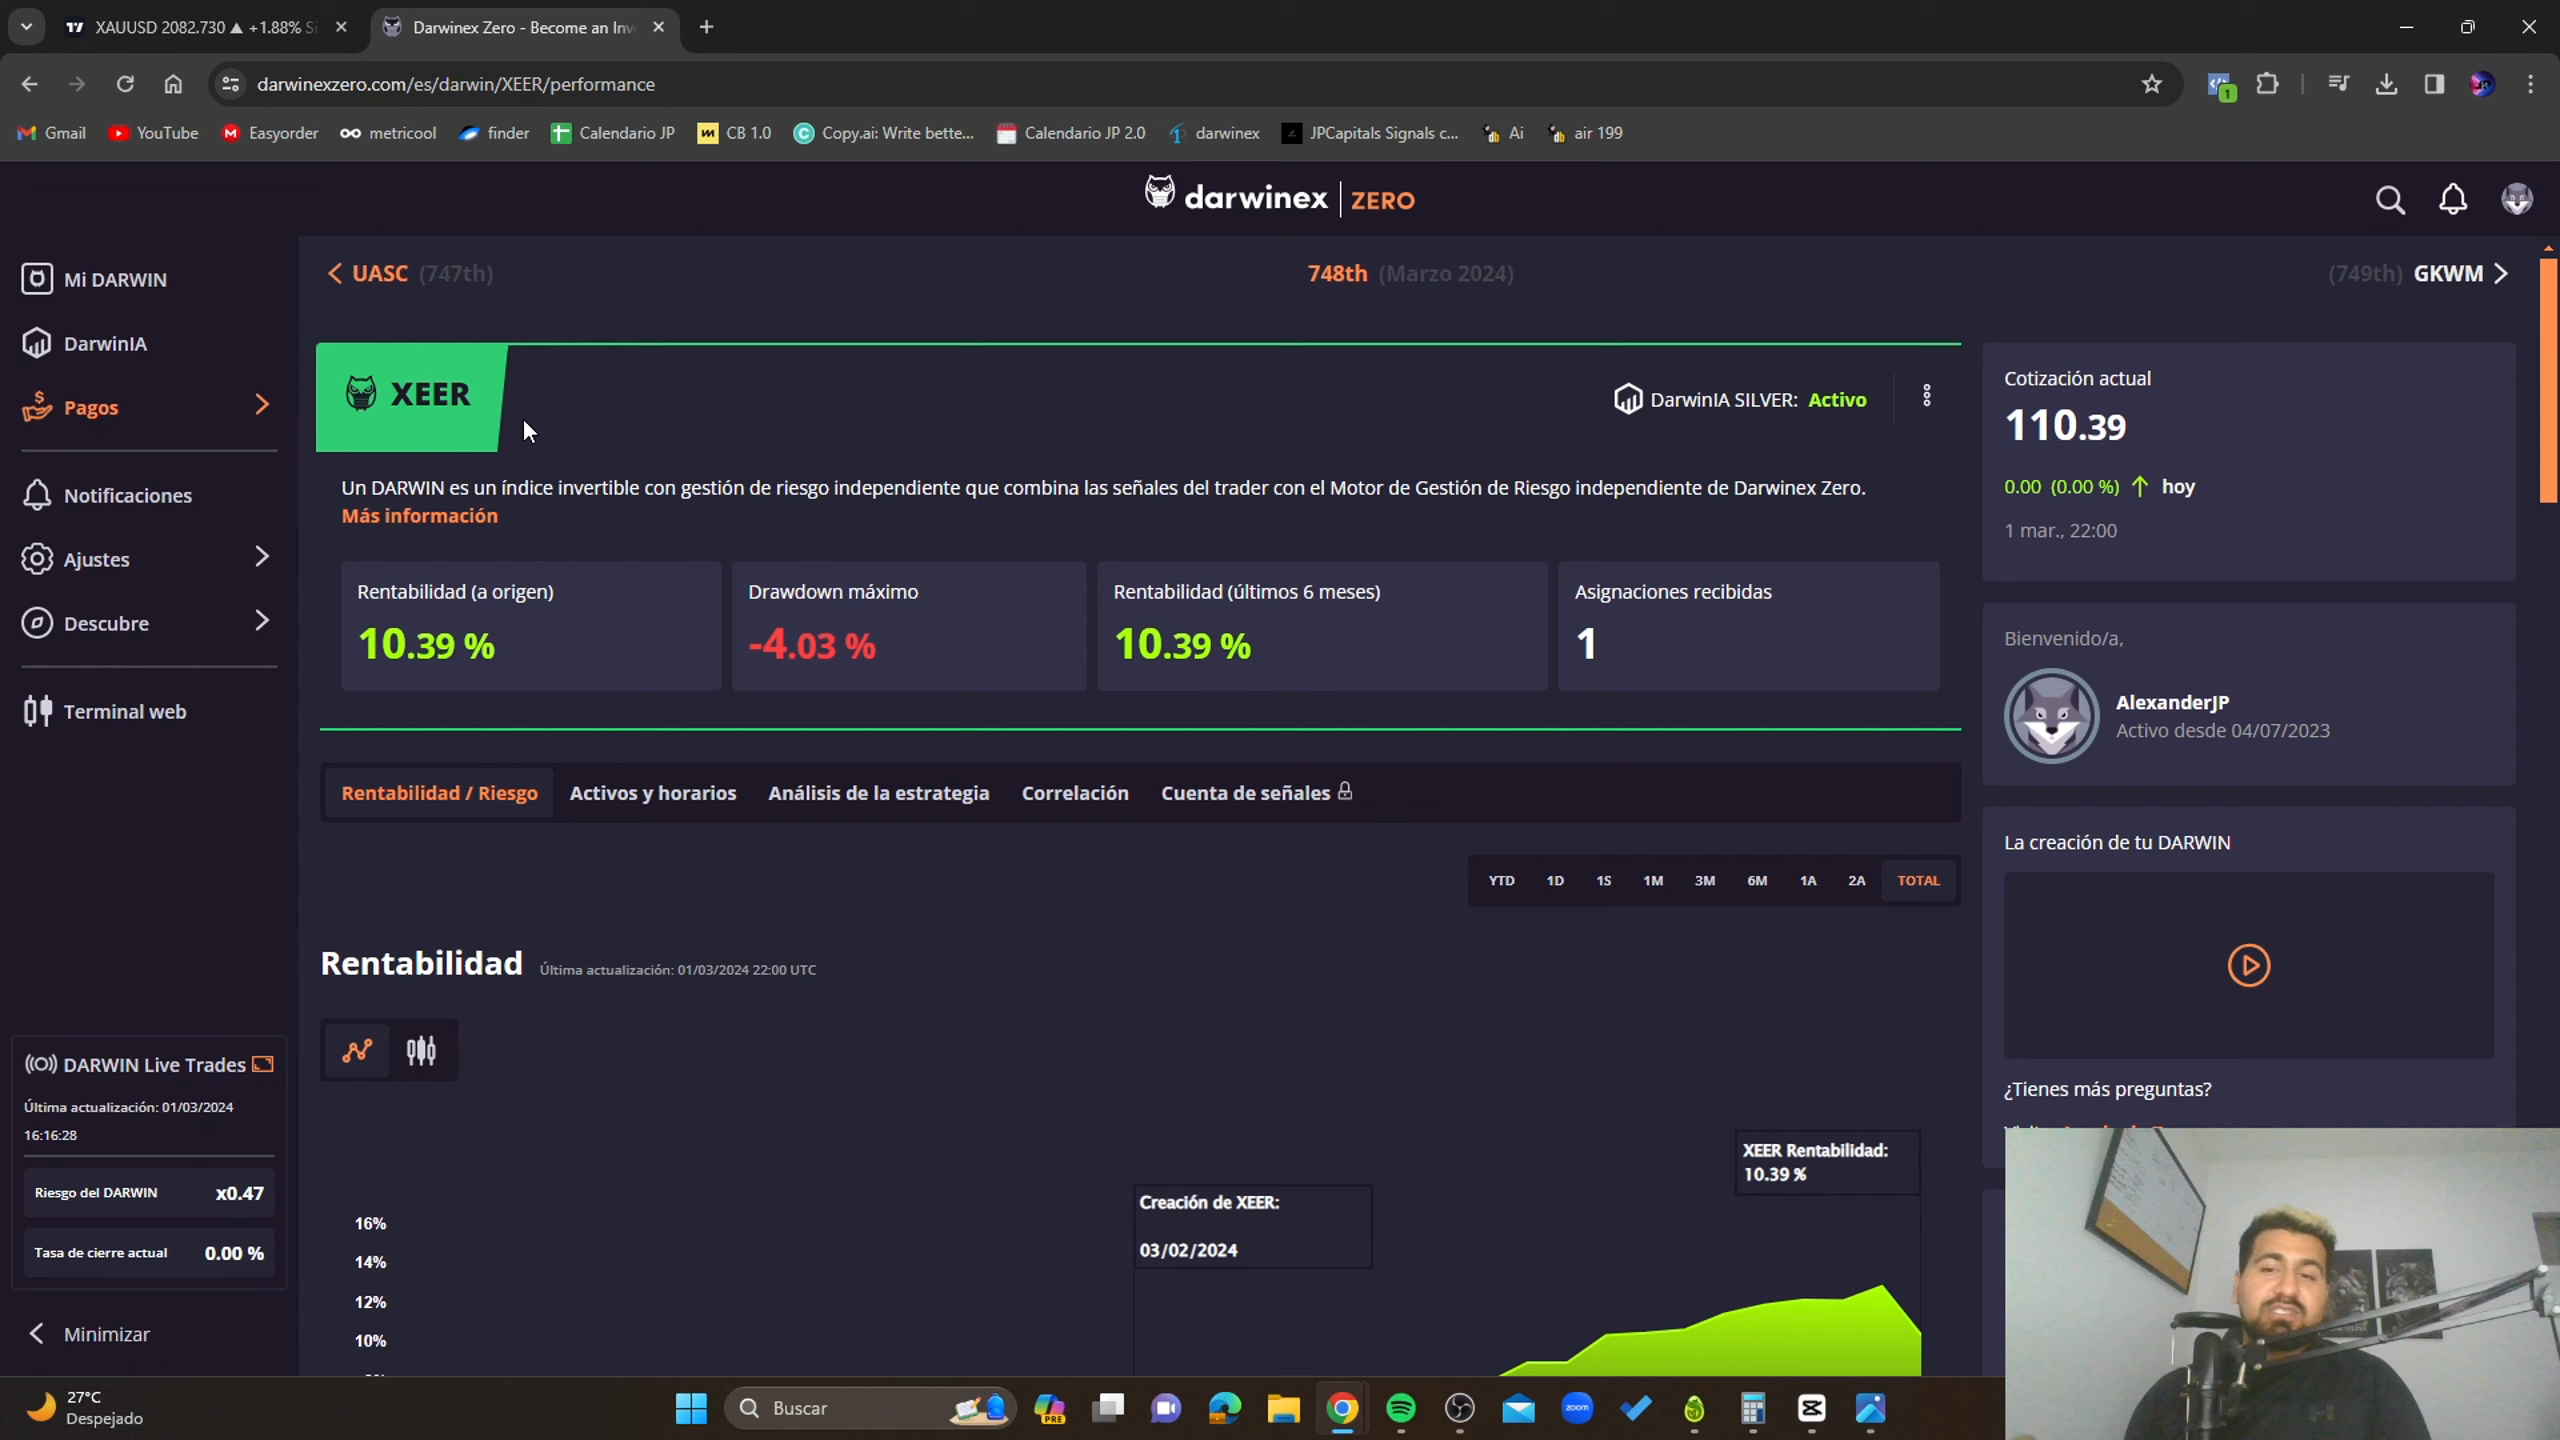 XAUUSD 2082.730 ▲ +1.88% Si
Darwinex Zero - Become an Inv
darwinexzero.com/es/darwin/XEER/performance
Gmail
YouTube
Easyorder
metricool
finder
Calendario JP
CB 1.0
Copy.ai: Write bette...
Calendario JP 2.0
darwinex
JPCapitals Signals c...
Ai
air 199
darwinex | ZERO
Mi DARWIN
DarwinIA
Pagos
Notificaciones
Ajustes
Descubre
Terminal web
UASC (747th)
748th (Marzo 2024)
(749th) GKWM
XEER
DarwinIA SILVER: Activo
Un DARWIN es un índice invertible con gestión de riesgo independiente que combina las señales del trader con el Motor de Gestión de Riesgo independiente de Darwinex Zero.
Más información
Rentabilidad (a origen)
10.39 %
Drawdown máximo
-4.03 %
Rentabilidad (últimos 6 meses)
10.39 %
Asignaciones recibidas
1
Rentabilidad / Riesgo
Activos y horarios
Análisis de la estrategia
Correlación
Cuenta de señales
YTD 1D 1S 1M 3M 6M 1A 2A TOTAL
Rentabilidad
Última actualización: 01/03/2024 22:00 UTC
XEER Rentabilidad:
10.39 %
Creación de XEER:
03/02/2024
16%
14%
12%
10%
Cotización actual
110.39
0.00 (0.00 %) ↑ hoy
1 mar., 22:00
Bienvenido/a,
AlexanderJP
Activo desde 04/07/2023
La creación de tu DARWIN
¿Tienes más preguntas?
DARWIN Live Trades
Última actualización: 01/03/2024
16:16:28
Riesgo del DARWIN x0.47
Tasa de cierre actual 0.00 %
Minimizar
27°C
Despejado
Buscar
PRE
zoom